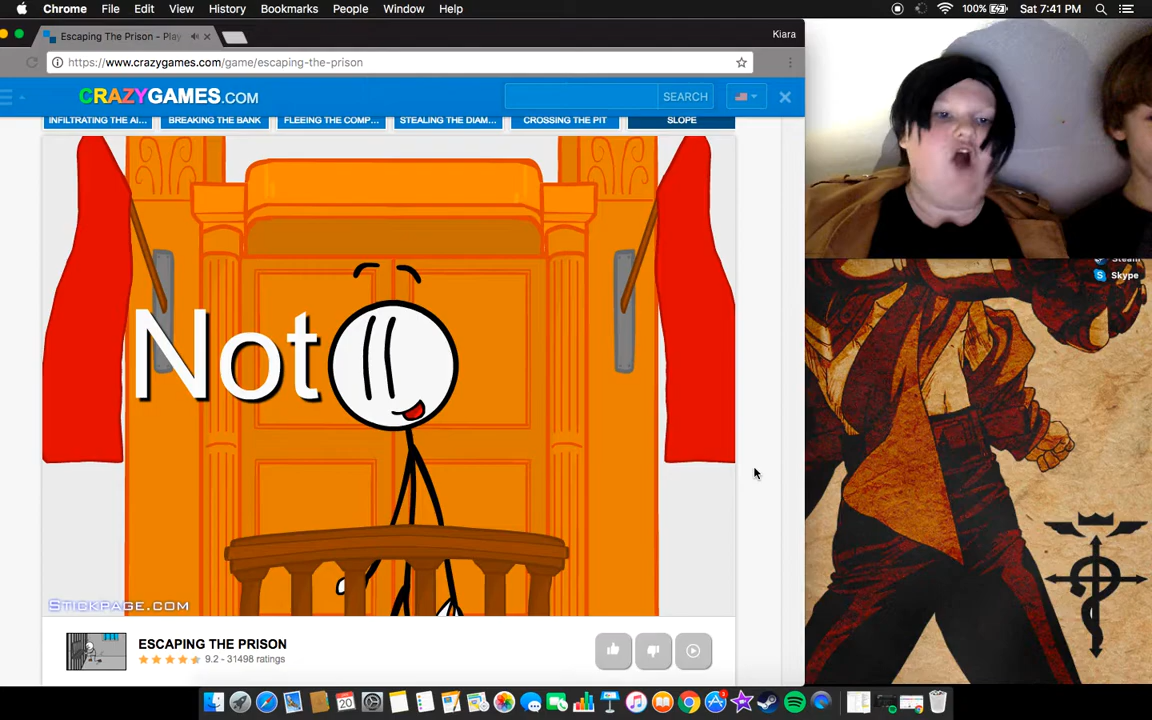 Chrome File Edit View History Bookmarks People Window Help 100% Sat 7:41 PM
Escaping The Prison - Play
Kiara
https://www.crazygames.com/game/escaping-the-prison
CRAZYGAMES.COM SEARCH
INFILTRATING THE AI... BREAKING THE BANK FLEEING THE COMP... STEALING THE DIAM... CROSSING THE PIT SLOPE
Steam
Skype
Not
STICKPAGE.COM
ESCAPING THE PRISON
9.2 - 31498 ratings
20
3